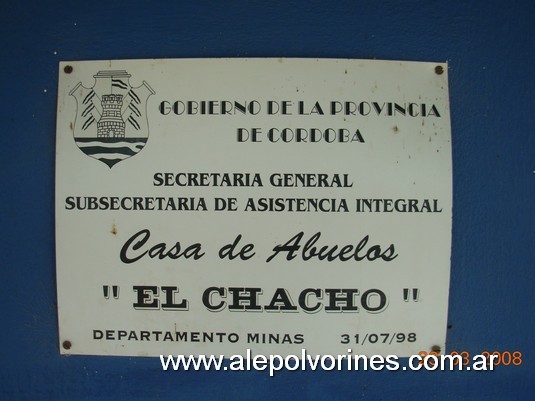 GOBIERNO DE LA PROVINCIA
DE CORDOBA
SECRETARIA GENERAL
SUBSECRETARIA DE ASISTENCIA INTEGRAL
Casa de Abuelos
" EL CHACHO "
DEPARTAMENTO MINAS 31/07/98
www.alepolvorines.com.ar